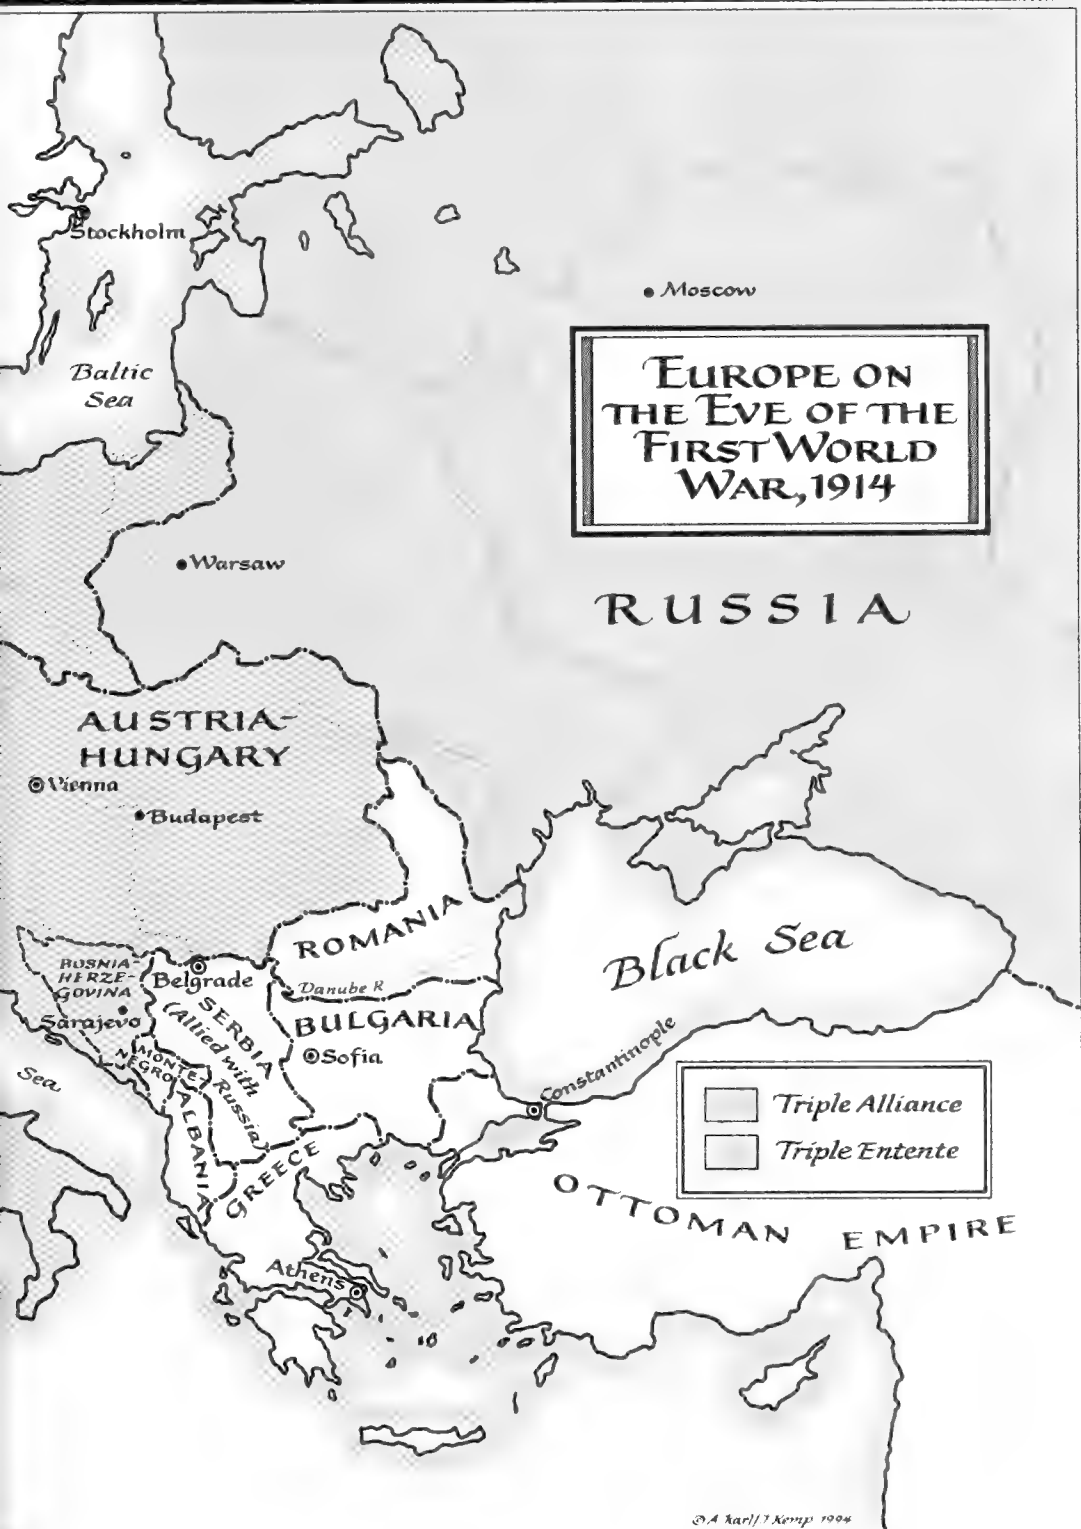 Stockholm
Moscow
EUROPE ON
THE EVE OF THE
FIRST WORLD
WAR, 1914
Baltic
Sea
Warsaw
RUSSIA
AUSTRIA-
HUNGARY
Vienna
Budapest
ROMANIA
Black Sea
BOSNIA-
HERZE-
GOVINA
Belgrade
Danube R
Sarajevo
SERBIA
(Allied with
Russia)
BULGARIA
Sofia
MONTE-
NEGRO
Sea
Constantinople
ALBANIA
Triple Alliance
Triple Entente
GREECE
OTTOMAN EMPIRE
Athens
Kemp 1994